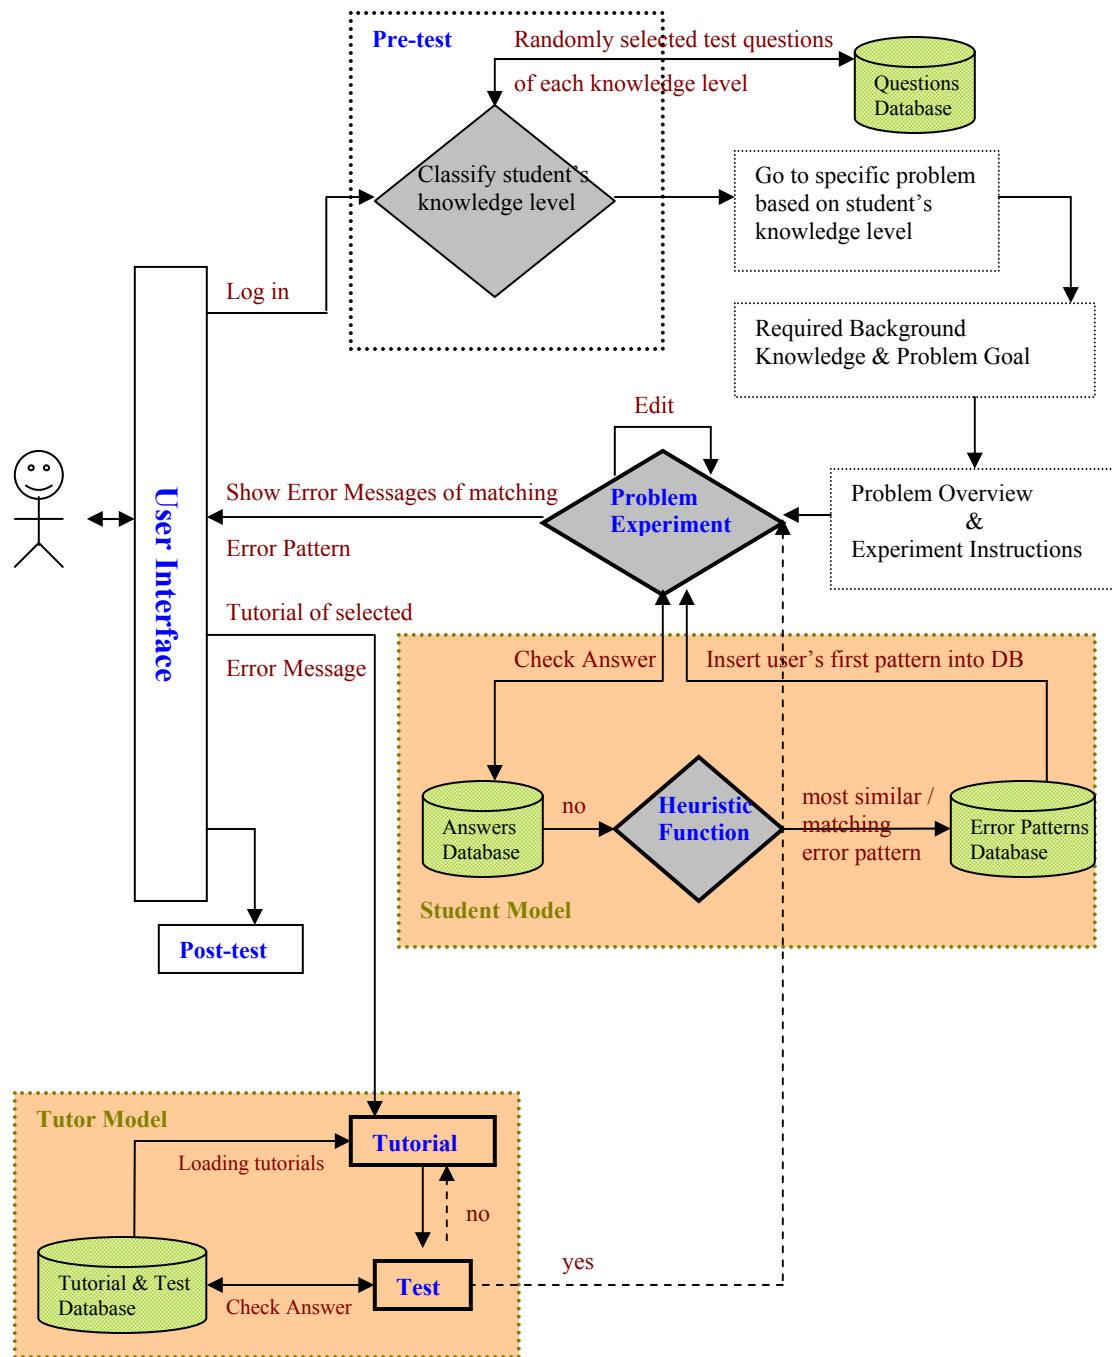 Pre-test
Randomly selected test questions
of each knowledge level
Questions
Database
Classify student’s
knowledge level
Go to specific problem
based on student’s
knowledge level
Log in
Required Background
Knowledge & Problem Goal
Edit
User Interface
Show Error Messages of matching
Error Pattern
Problem
Experiment
Problem Overview
&
Experiment Instructions
Tutorial of selected
Error Message
Check Answer
Insert user’s first pattern into DB
Answers
Database
no
Heuristic
Function
most similar /
matching
error pattern
Error Patterns
Database
Student Model
Post-test
Tutor Model
Tutorial
Loading tutorials
no
yes
Tutorial & Test
Database
Check Answer
Test